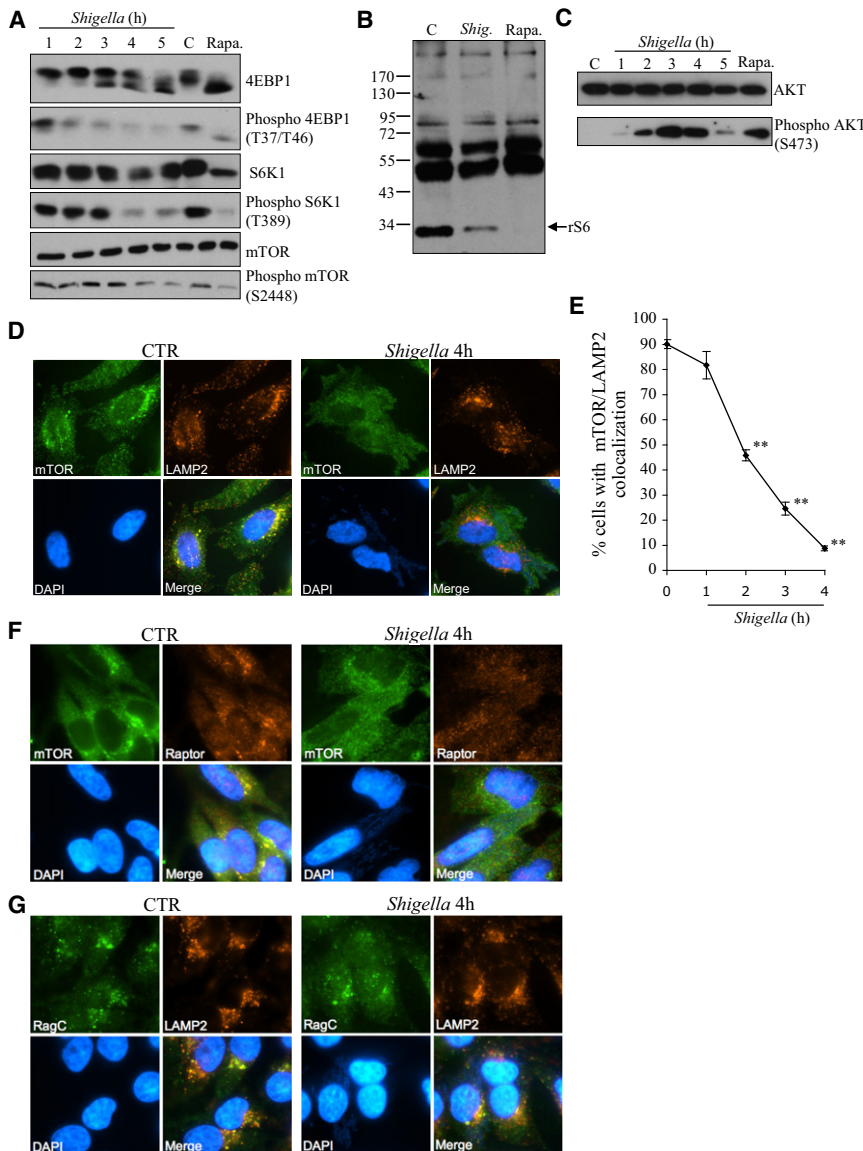 A
Shigella (h)
1 2 3 4 5 C Rapa.
4EBP1
Phospho 4EBP1
(T37/T46)
S6K1
Phospho S6K1
(T389)
mTOR
Phospho mTOR
(S2448)
B
C Shig. Rapa.
170
130
95
72
55
43
34
rS6
C
Shigella (h)
C 1 2 3 4 5 Rapa.
AKT
Phospho AKT
(S473)
D
CTR
Shigella 4h
mTOR LAMP2 mTOR LAMP2
DAPI Merge DAPI Merge
E
% cells with mTOR/LAMP2
colocalization
100
90
80
70
60
50
40
30
20
10
0
**
**
**
0 1 2 3 4
Shigella (h)
F
CTR
Shigella 4h
mTOR Raptor mTOR Raptor
DAPI Merge DAPI Merge
G
CTR
Shigella 4h
RagC LAMP2 RagC LAMP2
DAPI Merge DAPI Merge